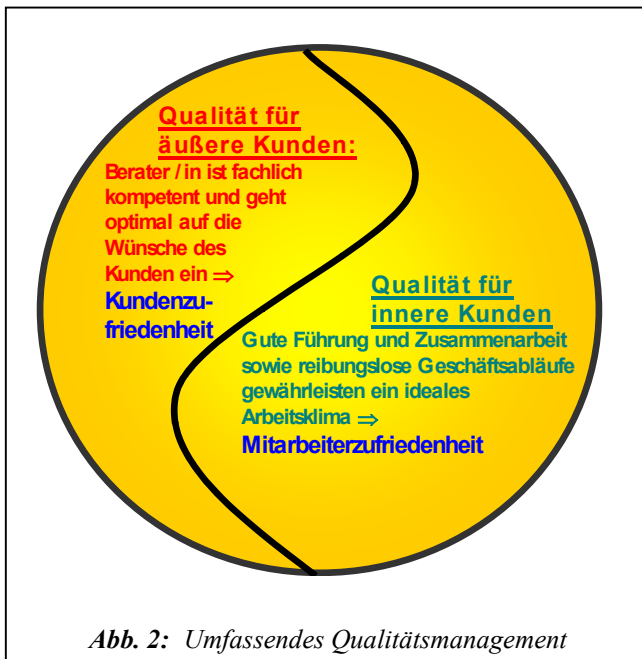 Qualität für
äußere Kunden:
Berater / in ist fachlich
kompetent und geht
optimal auf die
Wünsche des
Kunden ein ⇒
Kundenzu-
friedenheit
Qualität für
innere Kunden
Gute Führung und Zusammenarbeit
sowie reibungslose Geschäftsabläufe
gewährleisten ein ideales
Arbeitsklima ⇒
Mitarbeiterzufriedenheit
Abb. 2: Umfassendes Qualitätsmanagement